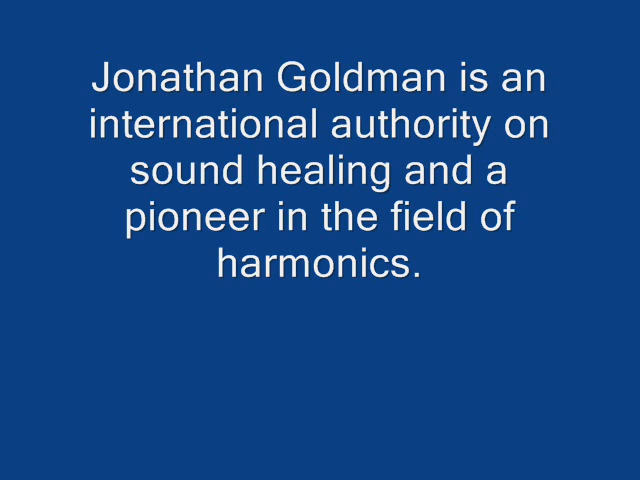 Jonathan Goldman is an
international authority on
sound healing and a
pioneer in the field of
harmonics.